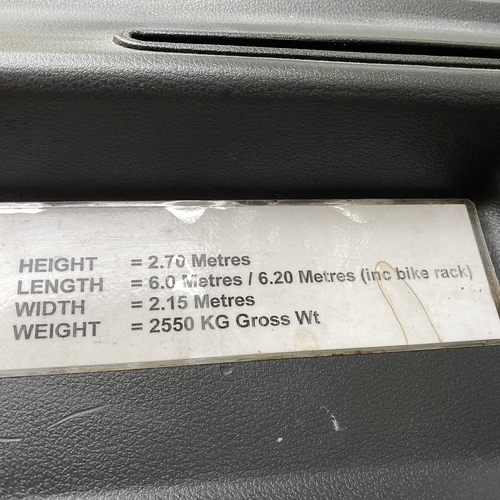 HEIGHT = 2.70 Metres
LENGTH = 6.0 Metres / 6.20 Metres (inc bike rack)
WIDTH = 2.15 Metres
WEIGHT = 2550 KG Gross Wt